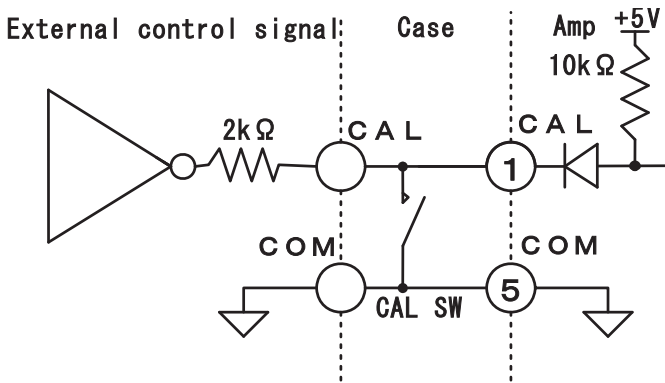 External control signal
Case
Amp
+5V
10kΩ
2kΩ
CAL
CAL
1
COM
COM
5
CAL SW